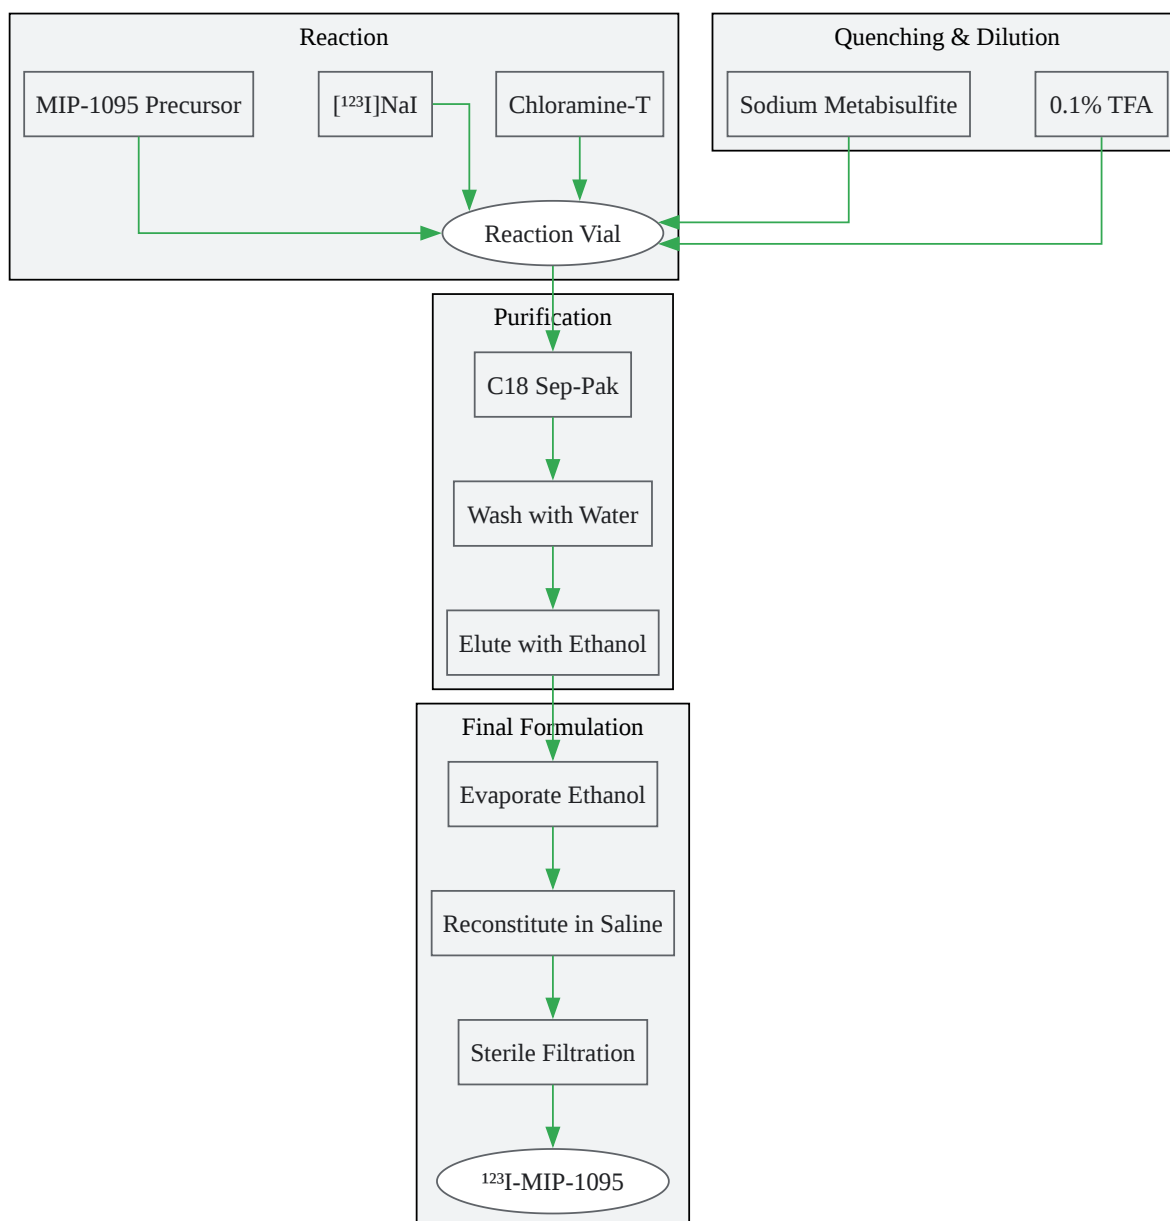 Reaction
Quenching & Dilution
MIP-1095 Precursor
[¹²³I]NaI
Chloramine-T
Sodium Metabisulfite
0.1% TFA
Reaction Vial
Purification
C18 Sep-Pak
Wash with Water
Elute with Ethanol
Final Formulation
Evaporate Ethanol
Reconstitute in Saline
Sterile Filtration
¹²³I-MIP-1095